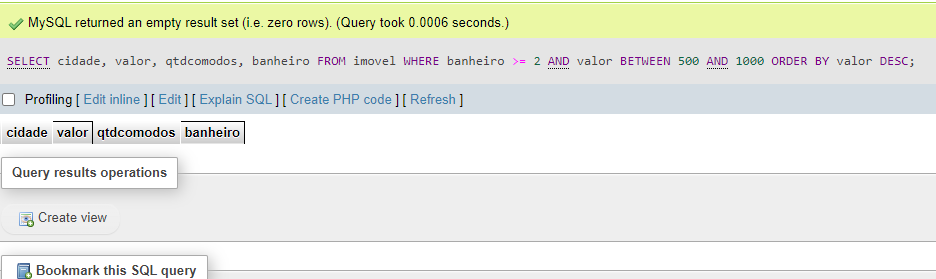 MySQL returned an empty result set (i.e. zero rows). (Query took 0.0006 seconds.)
SELECT cidade, valor, qtdcomodos, banheiro FROM imovel WHERE banheiro >= 2 AND valor BETWEEN 500 AND 1000 ORDER BY valor DESC;
Profiling [ Edit inline ] [ Edit ] [ Explain SQL ] [ Create PHP code ] [ Refresh ]
cidade valor qtdcomodos banheiro
Query results operations
Create view
Bookmark this SQL query